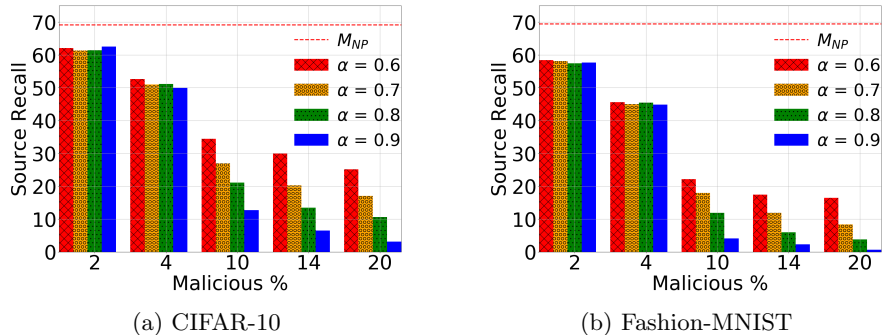 70
60
50
40
30
20
10
0
Source Recall
M_NP
α = 0.6
α = 0.7
α = 0.8
α = 0.9
2 4 10 14 20
Malicious %
(a) CIFAR-10
70
60
50
40
30
20
10
0
Source Recall
M_NP
α = 0.6
α = 0.7
α = 0.8
α = 0.9
2 4 10 14 20
Malicious %
(b) Fashion-MNIST